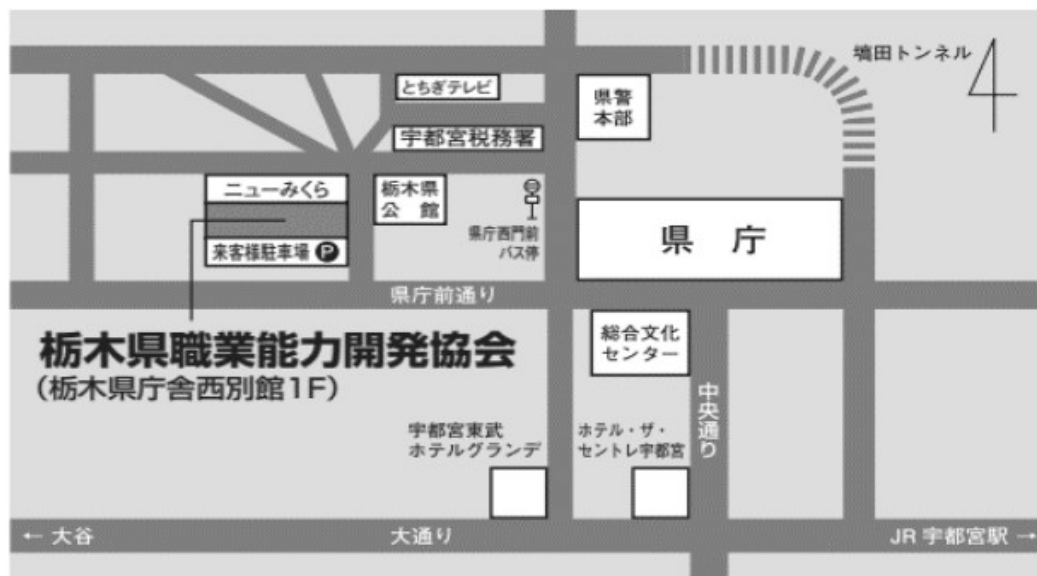 塙田トンネル
とちぎテレビ
県警
本部
宇都宮税務署
ニューみくら
栃木県
公 館
来客様駐車場 P
県庁西門前
バス停
県 庁
県庁前通り
栃木県職業能力開発協会
(栃木県庁舎西別館1F)
総合文化
センター
中央通り
宇都宮東武
ホテルグランデ
ホテル・ザ・
セントレ宇都宮
← 大谷
大通り
JR 宇都宮駅 →